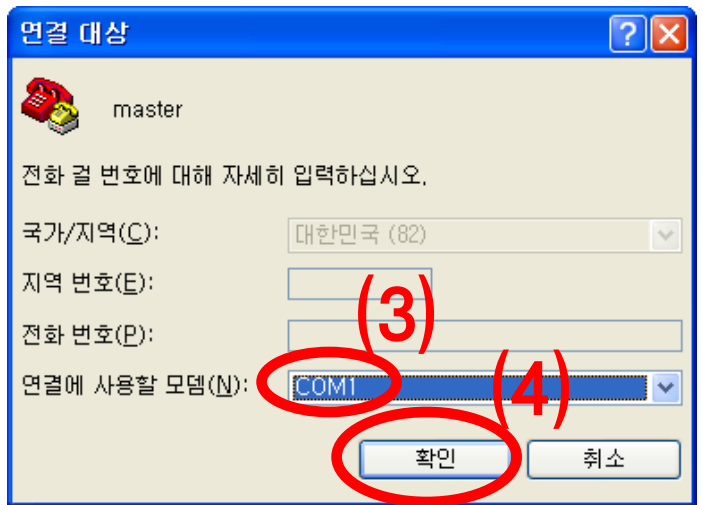 연결 대상
master
전화 걸 번호에 대해 자세히 입력하십시오.
국가/지역(C): 대한민국 (82)
지역 번호(E):
(3)
전화 번호(P):
연결에 사용할 모뎀(N): COM1
(4)
확인 취소